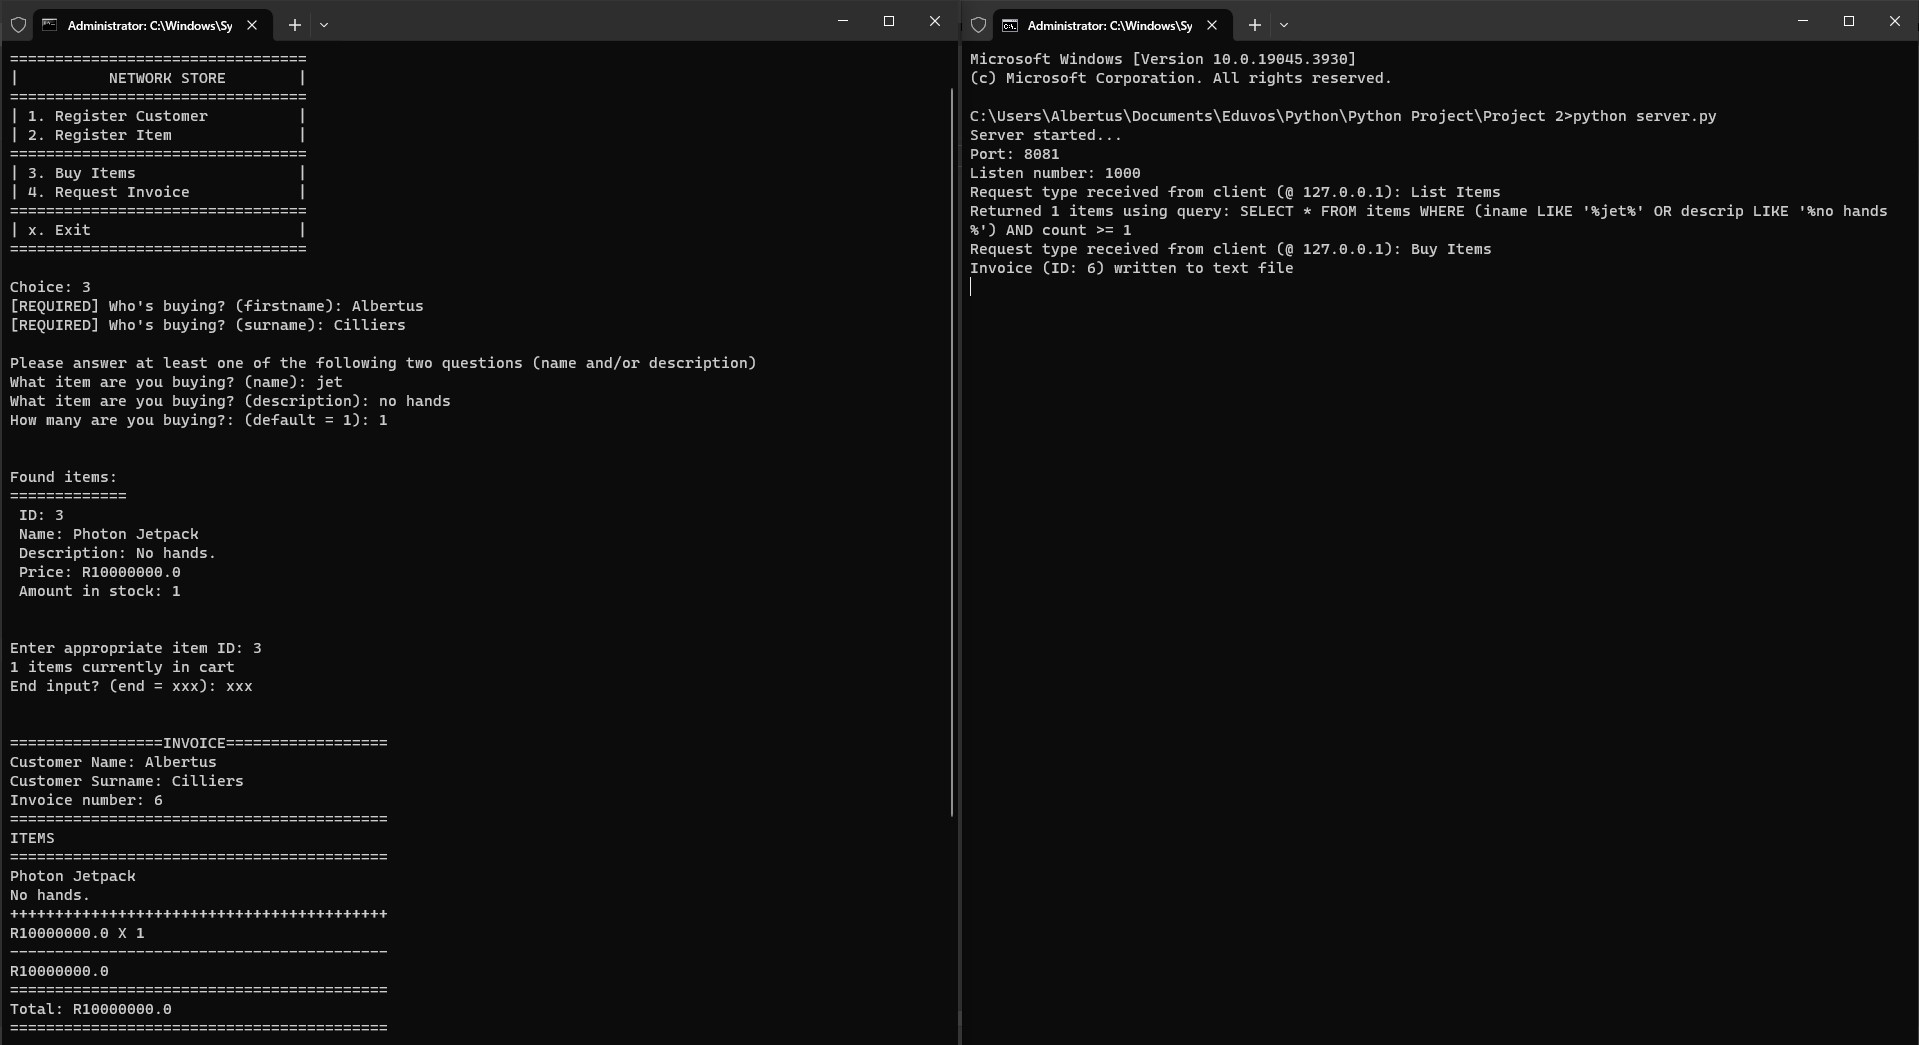 Administrator: C:\Windows\Sy
=================================
|          NETWORK STORE        |
=================================
| 1. Register Customer          |
| 2. Register Item              |
=================================
| 3. Buy Items                  |
| 4. Request Invoice            |
=================================
| x. Exit                       |
=================================
Choice: 3
[REQUIRED] Who's buying? (firstname): Albertus
[REQUIRED] Who's buying? (surname): Cilliers
Please answer at least one of the following two questions (name and/or description)
What item are you buying? (name): jet
What item are you buying? (description): no hands
How many are you buying?: (default = 1): 1
Found items:
=============
ID: 3
Name: Photon Jetpack
Description: No hands.
Price: R10000000.0
Amount in stock: 1
Enter appropriate item ID: 3
1 items currently in cart
End input? (end = xxx): xxx
=================INVOICE==================
Customer Name: Albertus
Customer Surname: Cilliers
Invoice number: 6
==========================================
ITEMS
==========================================
Photon Jetpack
No hands.
++++++++++++++++++++++++++++++++++++++++++
R10000000.0 X 1
------------------------------------------
R10000000.0
==========================================
Total: R10000000.0
==========================================
Administrator: C:\Windows\Sy
Microsoft Windows [Version 10.0.19045.3930]
(c) Microsoft Corporation. All rights reserved.
C:\Users\Albertus\Documents\Eduvos\Python\Python Project\Project 2>python server.py
Server started...
Port: 8081
Listen number: 1000
Request type received from client (@ 127.0.0.1): List Items
Returned 1 items using query: SELECT * FROM items WHERE (iname LIKE '%jet%' OR descrip LIKE '%no hands
%') AND count >= 1
Request type received from client (@ 127.0.0.1): Buy Items
Invoice (ID: 6) written to text file